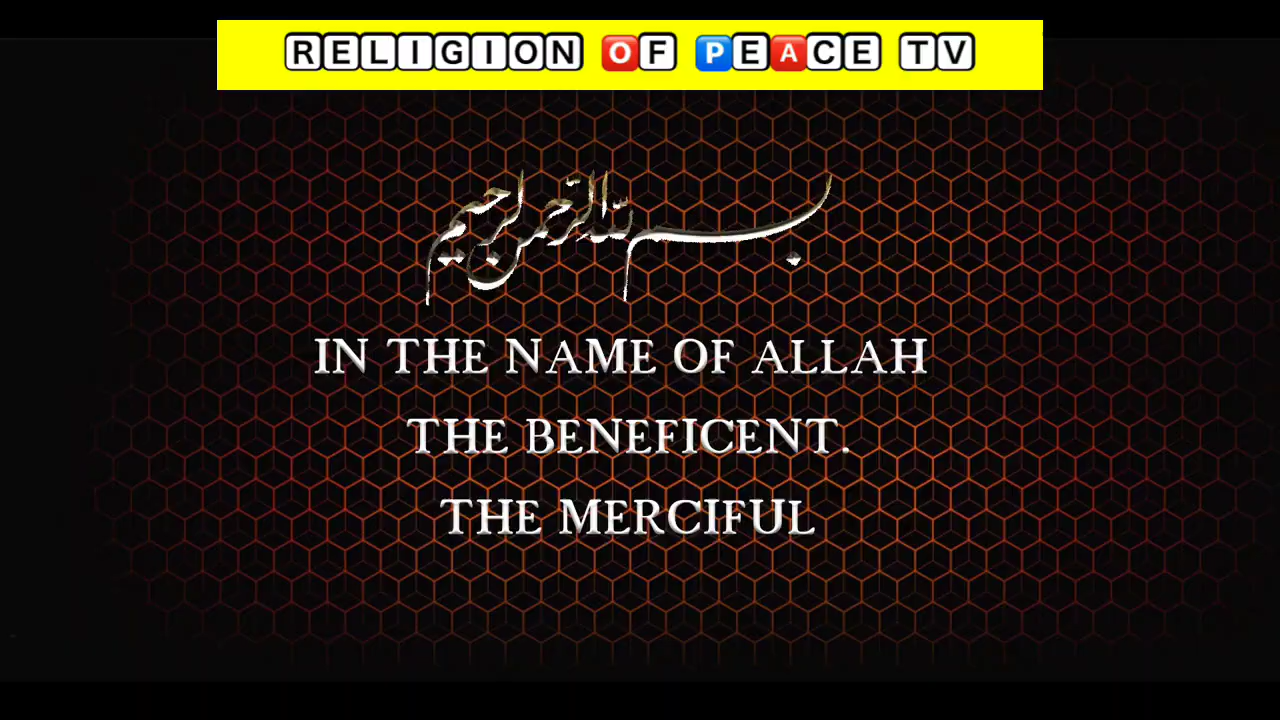 RELIGION OF PEACE TV
بسم الله الرحمن الرحيم
IN THE NAME OF ALLAH
THE BENEFICENT.
THE MERCIFUL